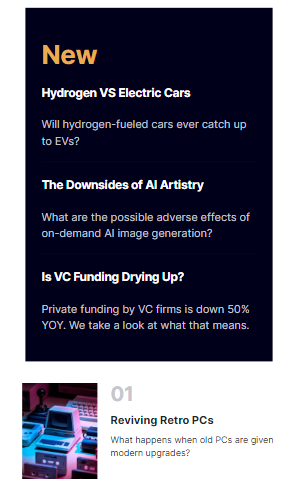 New
Hydrogen VS Electric Cars
Will hydrogen-fueled cars ever catch up
to EVs?
The Downsides of AI Artistry
What are the possible adverse effects of
on-demand AI image generation?
Is VC Funding Drying Up?
Private funding by VC firms is down 50%
YOY. We take a look at what that means.
01
Reviving Retro PCs
What happens when old PCs are given
modern upgrades?